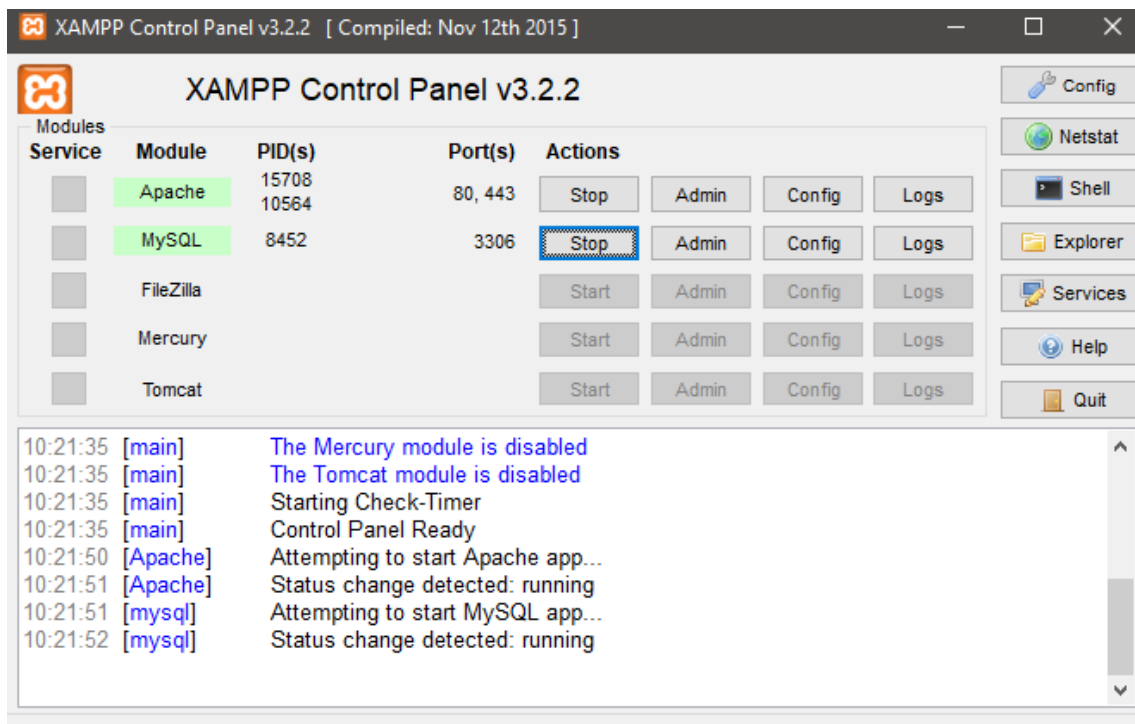 XAMPP Control Panel v3.2.2 [ Compiled: Nov 12th 2015 ]
XAMPP Control Panel v3.2.2
Config
Modules
Netstat
Service Module PID(s) Port(s) Actions
Apache 15708 10564 80, 443 Stop Admin Config Logs
Shell
MySQL 8452 3306 Stop Admin Config Logs
Explorer
FileZilla Start Admin Config Logs
Services
Mercury Start Admin Config Logs
Help
Tomcat Start Admin Config Logs
Quit
10:21:35 [main] The Mercury module is disabled
10:21:35 [main] The Tomcat module is disabled
10:21:35 [main] Starting Check-Timer
10:21:35 [main] Control Panel Ready
10:21:50 [Apache] Attempting to start Apache app...
10:21:51 [Apache] Status change detected: running
10:21:51 [mysql] Attempting to start MySQL app...
10:21:52 [mysql] Status change detected: running